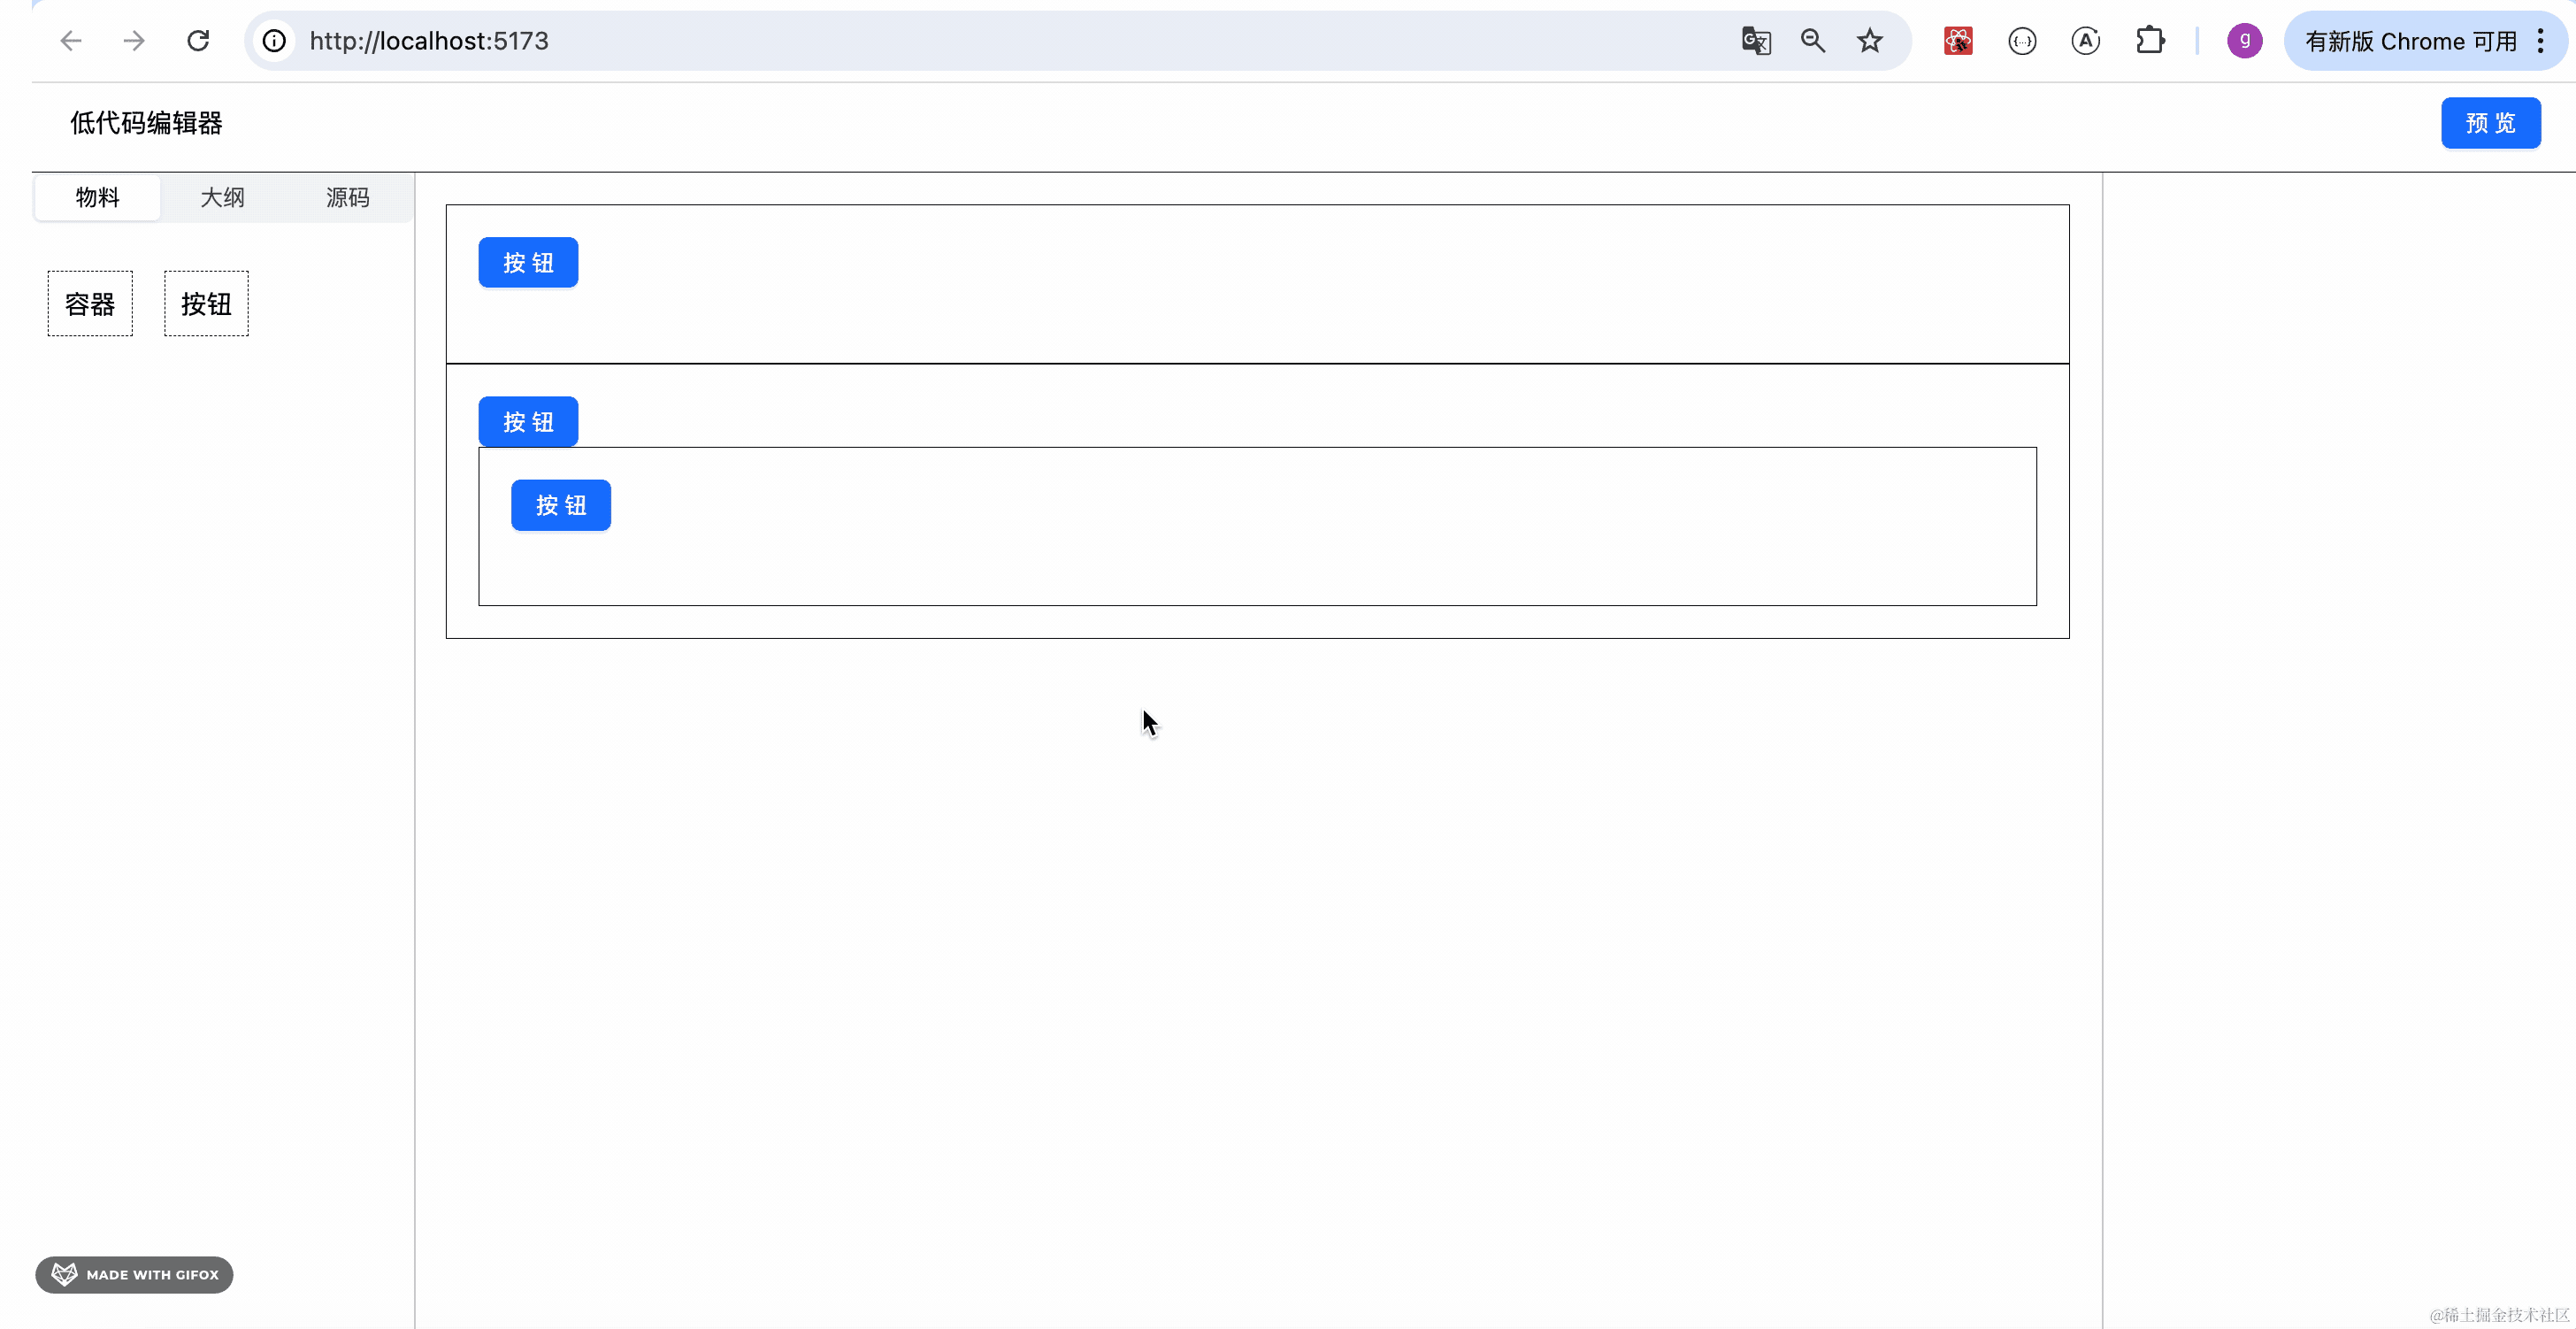 http://localhost:5173
g
有新版 Chrome 可用
低代码编辑器
预 览
物料 大纲 源码
容器 按钮
按 钮
按 钮
按 钮
MADE WITH GIFOX
@稀土掘金技术社区